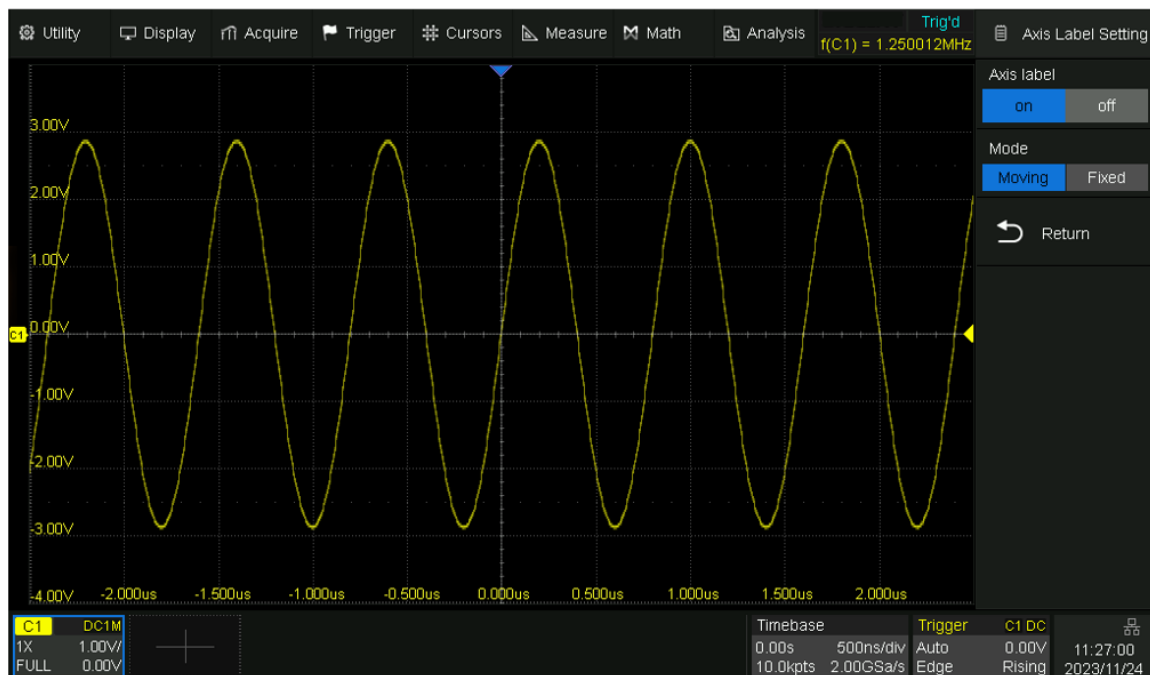 Utility Display Acquire Trigger Cursors Measure Math Analysis
Trig'd
f(C1) = 1.250012MHz
Axis Label Setting
Axis label
on off
Mode
Moving Fixed
Return
3.00V
2.00V
1.00V
C1 0.00V
-1.00V
-2.00V
-3.00V
-4.00V -2.000us -1.500us -1.000us -0.500us 0.000us 0.500us 1.000us 1.500us 2.000us
C1 DC1M
1X 1.00V/
FULL 0.00V
Timebase
0.00s 500ns/div
10.0kpts 2.00GSa/s
Trigger C1 DC
Auto 0.00V
Edge Rising
11:27:00
2023/11/24